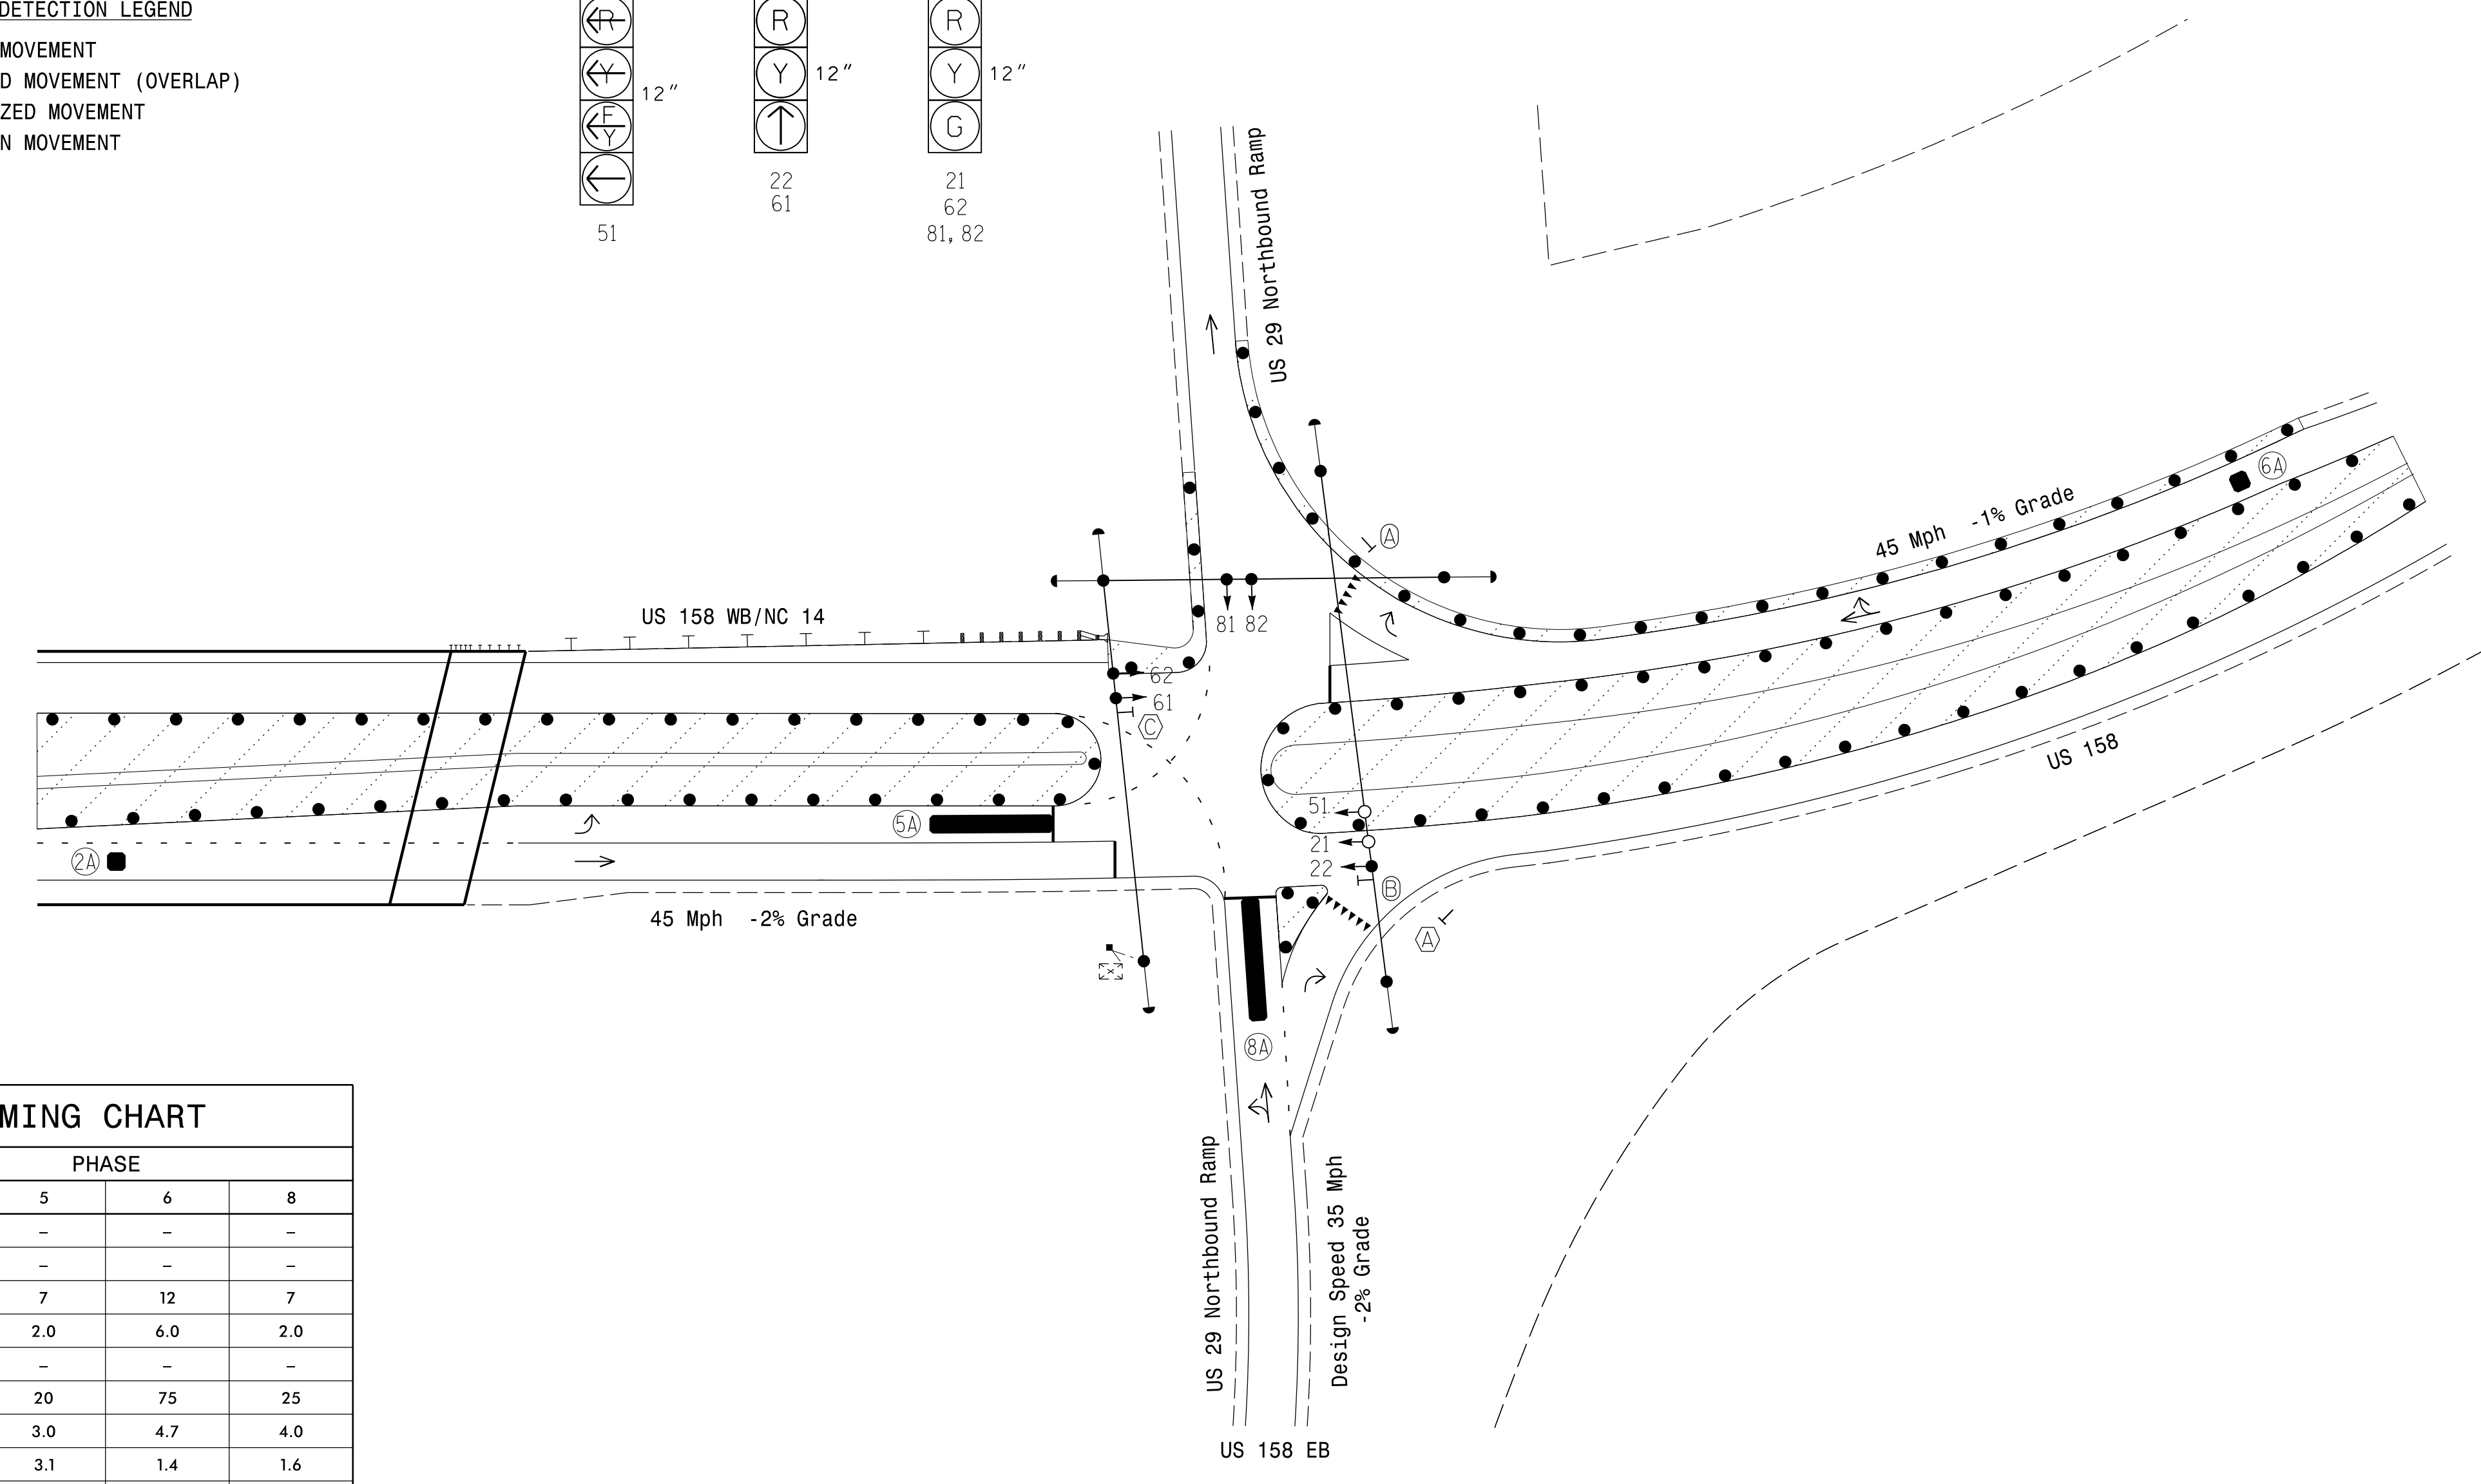 DETECTION LEGEND
MOVEMENT
D MOVEMENT (OVERLAP)
ZED MOVEMENT
N MOVEMENT
R
Y
F
Y
12"
51
R
Y
12"
22
61
R
Y
G
12"
21
62
81, 82
US 29 Northbound Ramp
6A
45 Mph -1% Grade
A
US 158 WB/NC 14
81 82
62
61
C
51
21
22
B
A
US 158
5A
2A
45 Mph -2% Grade
X
8A
US 29 Northbound Ramp
Design Speed 35 Mph
-2% Grade
US 158 EB
MING CHART
PHASE
5 6 8
– – –
– – –
7 12 7
2.0 6.0 2.0
– – –
20 75 25
3.0 4.7 4.0
3.1 1.4 1.6